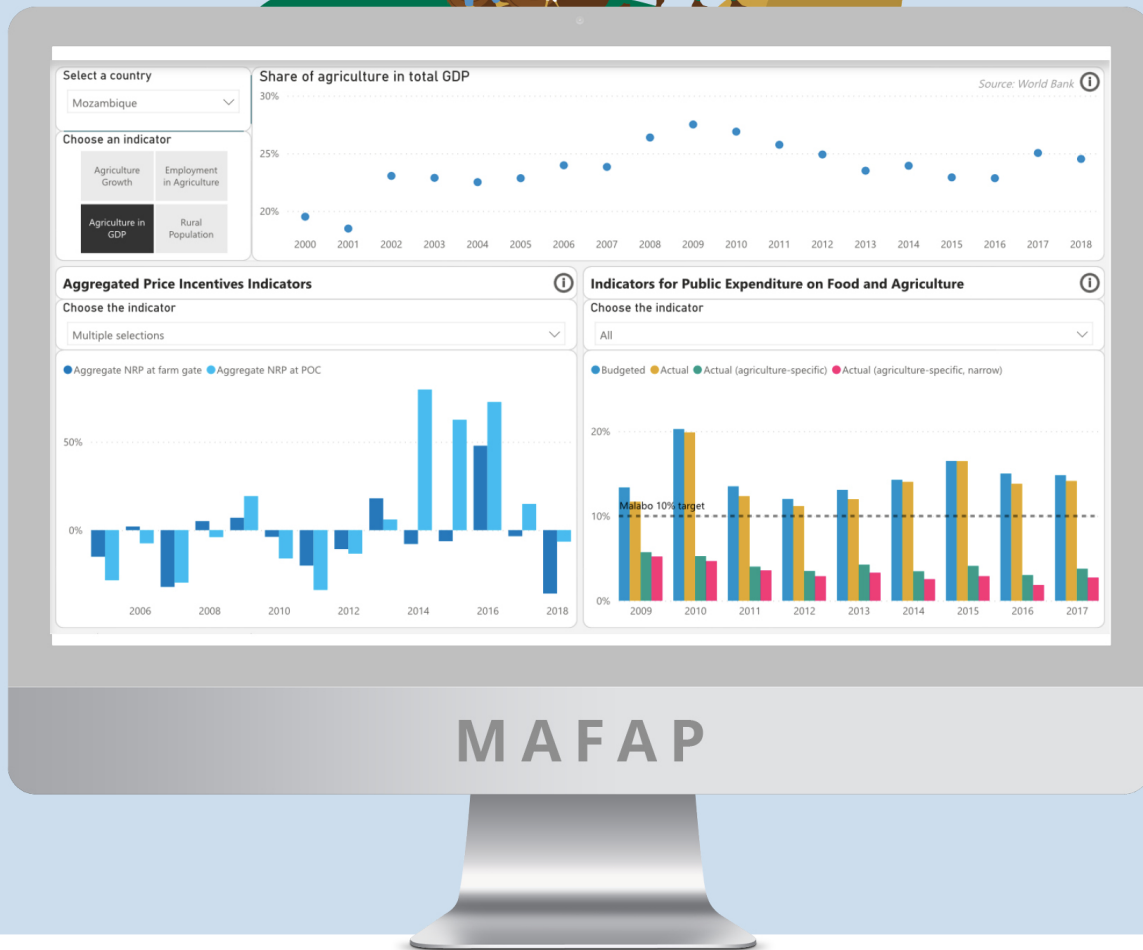 Select a country
Mozambique
Choose an indicator
Agriculture Growth
Employment in Agriculture
Agriculture in GDP
Rural Population
Share of agriculture in total GDP
Source: World Bank
30%
25%
20%
2000 2001 2002 2003 2004 2005 2006 2007 2008 2009 2010 2011 2012 2013 2014 2015 2016 2017 2018
Aggregated Price Incentives Indicators
Choose the indicator
Multiple selections
Aggregate NRP at farm gate Aggregate NRP at POC
50%
0%
2006 2008 2010 2012 2014 2016 2018
Indicators for Public Expenditure on Food and Agriculture
Choose the indicator
All
Budgeted Actual Actual (agriculture-specific) Actual (agriculture-specific, narrow)
20%
Malabo 10% target
10%
0%
2009 2010 2011 2012 2013 2014 2015 2016 2017
MAFAP